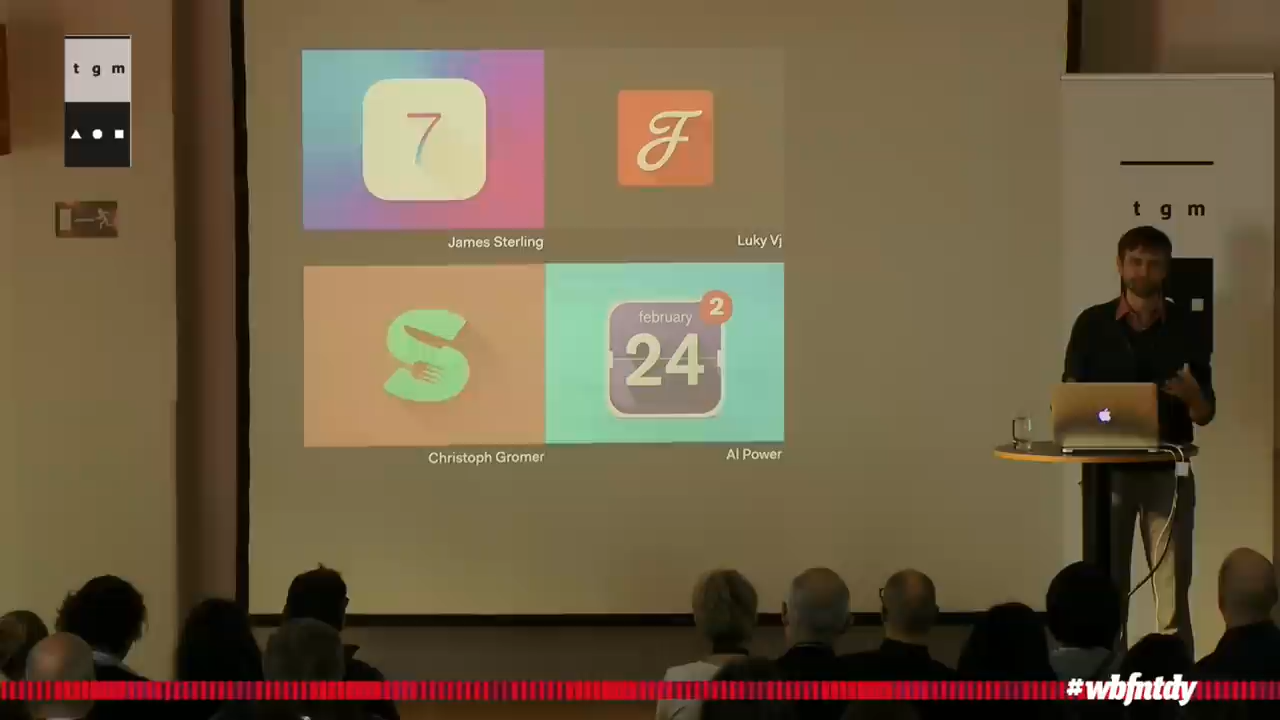 t g m
7
F
James Sterling
Luky Vj
S
february
2
24
Christoph Gromer
Al Power
t g m
#wbfntdy